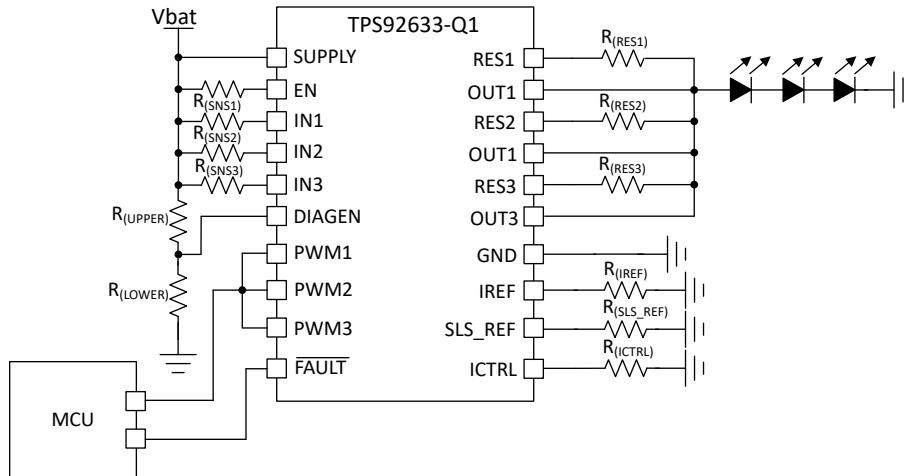 Vbat
TPS92633-Q1
SUPPLY
EN
R(SNS1)
IN1
R(SNS2)
IN2
R(SNS3)
IN3
R(UPPER)
DIAGEN
PWM1
R(LOWER)
PWM2
PWM3
FAULT
MCU
RES1
R(RES1)
OUT1
RES2
R(RES2)
OUT1
RES3
R(RES3)
OUT3
GND
IREF
R(IREF)
SLS_REF
R(SLS_REF)
ICTRL
R(ICTRL)